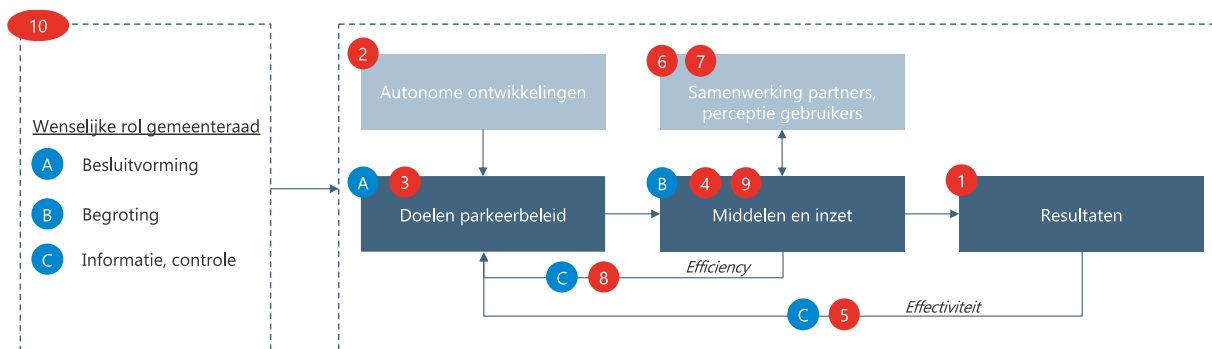 10
Wenselijke rol gemeenteraad
A Besluitvorming
B Begroting
C Informatie, controle
2
Autonome ontwikkelingen
6 7
Samenwerking partners,
perceptie gebruikers
A 3
Doelen parkeerbeleid
B 4 9
Middelen en inzet
1
Resultaten
C 8 Efficiency
C 5 Effectiviteit